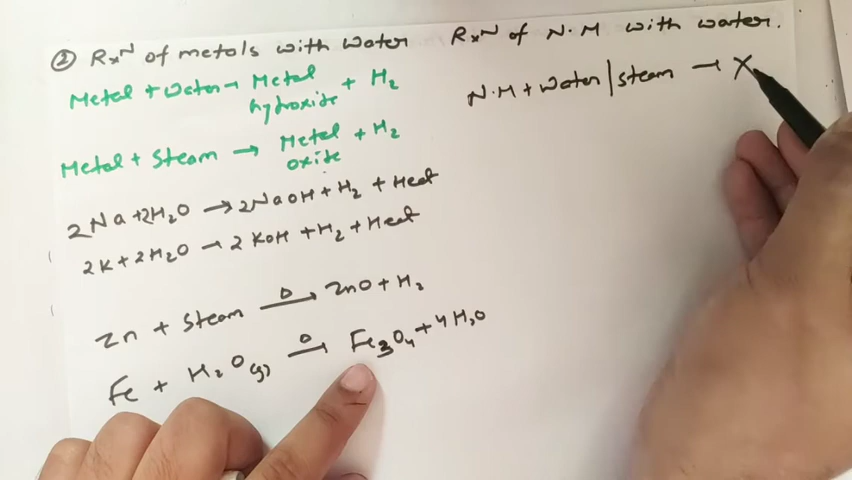 ② RxN of metals with water
Metal + water → Metal hydroxide + H2
Metal + Steam → Metal oxide + H2
2Na + 2H2O → 2NaOH + H2 + Heat
2K + 2H2O → 2KOH + H2 + Heat
Zn + Steam —Δ→ ZnO + H2
Fe + H2O(g) —Δ→ Fe3O4 + 4H2O
RxN of N.M with water.
N.M + water | steam → X